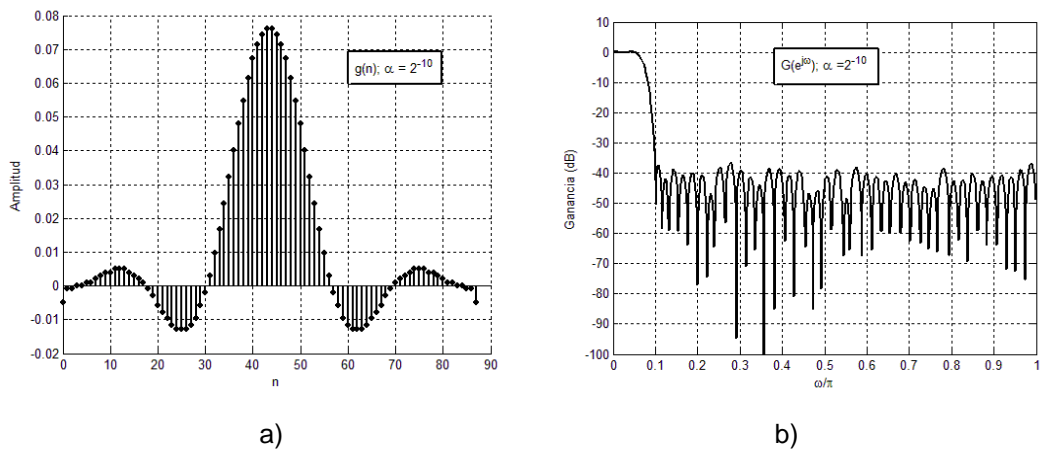 0.08
0.07
0.06
0.05
0.04
0.03
0.02
0.01
0
-0.01
-0.02
Amplitud
g(n); α = 2^-10
0 10 20 30 40 50 60 70 80 90
n
a)
10
0
-10
-20
-30
-40
-50
-60
-70
-80
-90
-100
Ganancia (dB)
G(e^jω); α =2^-10
0 0.1 0.2 0.3 0.4 0.5 0.6 0.7 0.8 0.9 1
ω/π
b)